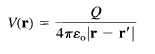 V(r) = Q / 4πε₀|r − r′|